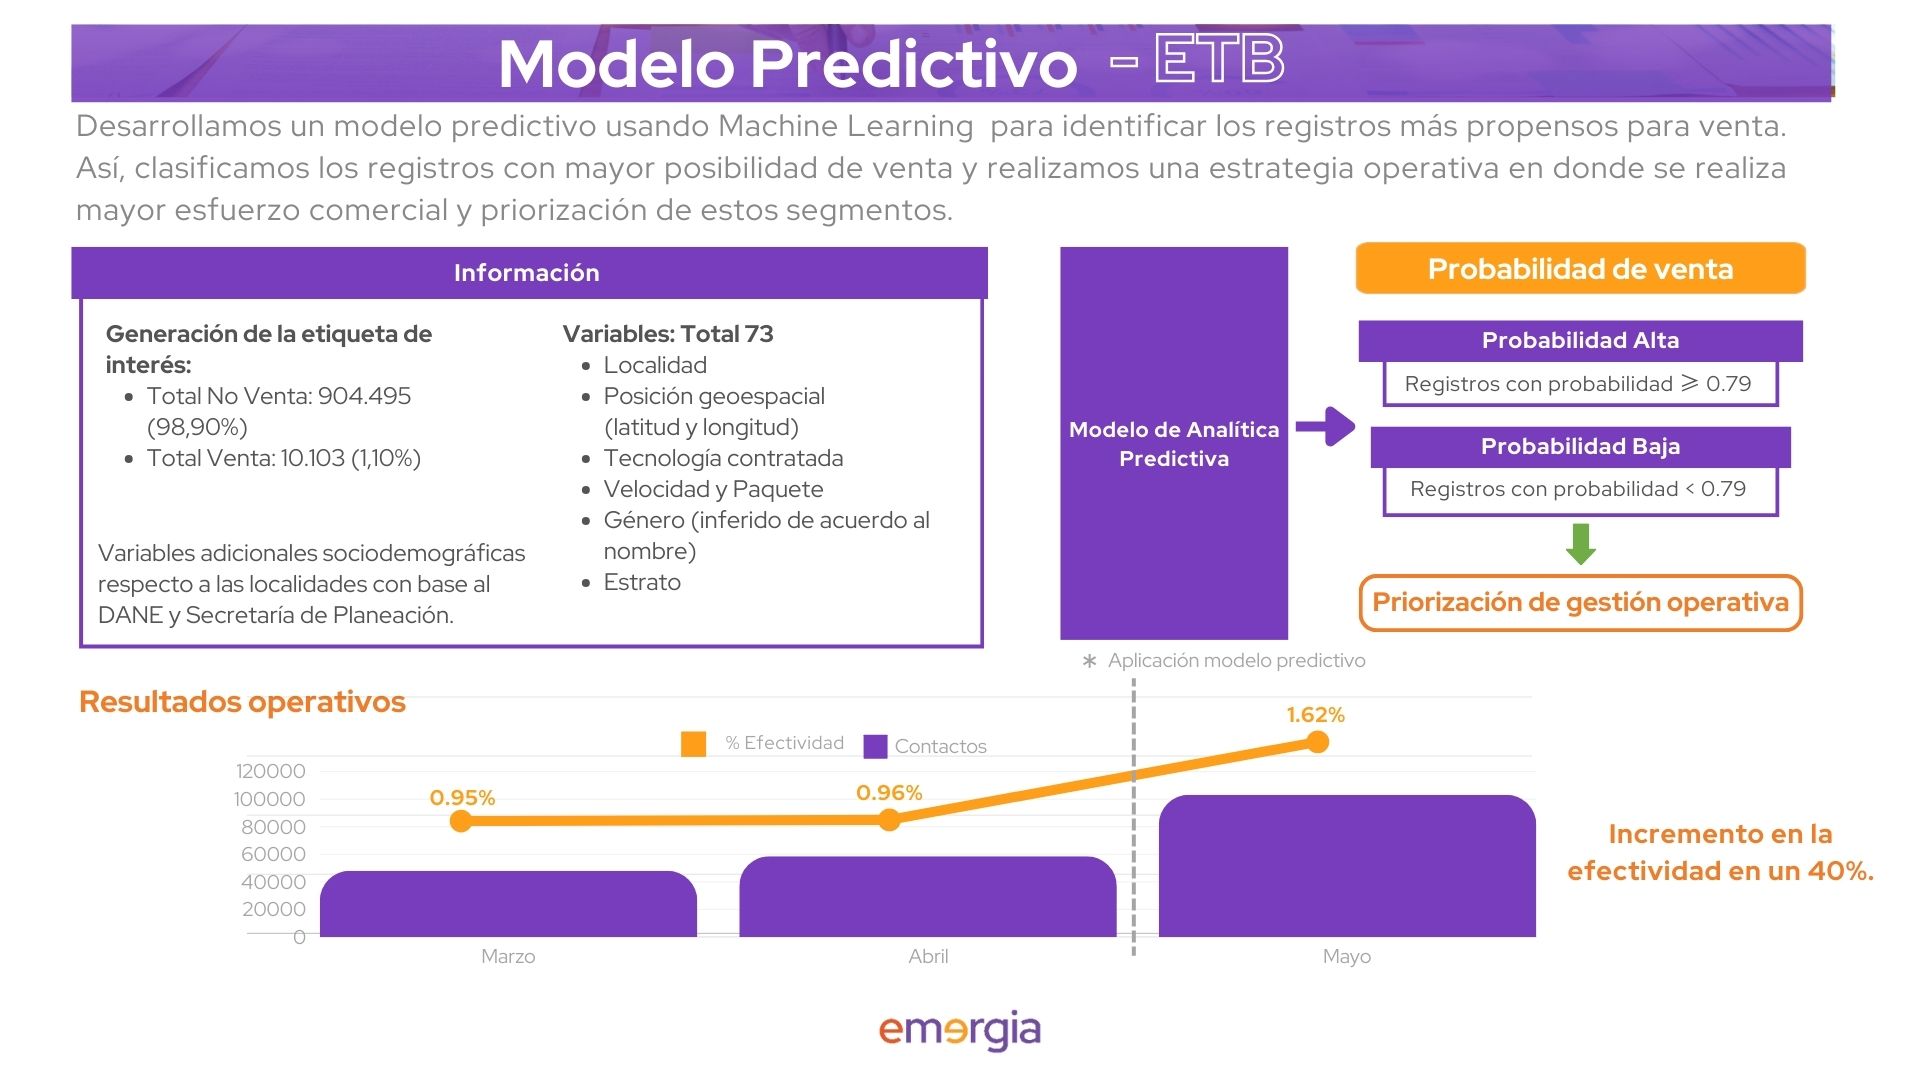 Modelo Predictivo - ETB
Desarrollamos un modelo predictivo usando Machine Learning para identificar los registros más propensos para venta.
Así, clasificamos los registros con mayor posibilidad de venta y realizamos una estrategia operativa en donde se realiza
mayor esfuerzo comercial y priorización de estos segmentos.
Información
Generación de la etiqueta de
interés:
• Total No Venta: 904.495
(98,90%)
• Total Venta: 10.103 (1,10%)
Variables adicionales sociodemográficas
respecto a las localidades con base al
DANE y Secretaría de Planeación.
Variables: Total 73
• Localidad
• Posición geoespacial
(latitud y longitud)
• Tecnología contratada
• Velocidad y Paquete
• Género (inferido de acuerdo al
nombre)
• Estrato
Modelo de Analítica
Predictiva
Probabilidad de venta
Probabilidad Alta
Registros con probabilidad ⩾ 0.79
Probabilidad Baja
Registros con probabilidad < 0.79
Priorización de gestión operativa
* Aplicación modelo predictivo
Resultados operativos
% Efectividad
Contactos
120000
100000
80000
60000
40000
20000
0
0.95%
0.96%
1.62%
Marzo
Abril
Mayo
Incremento en la
efectividad en un 40%.
emergia